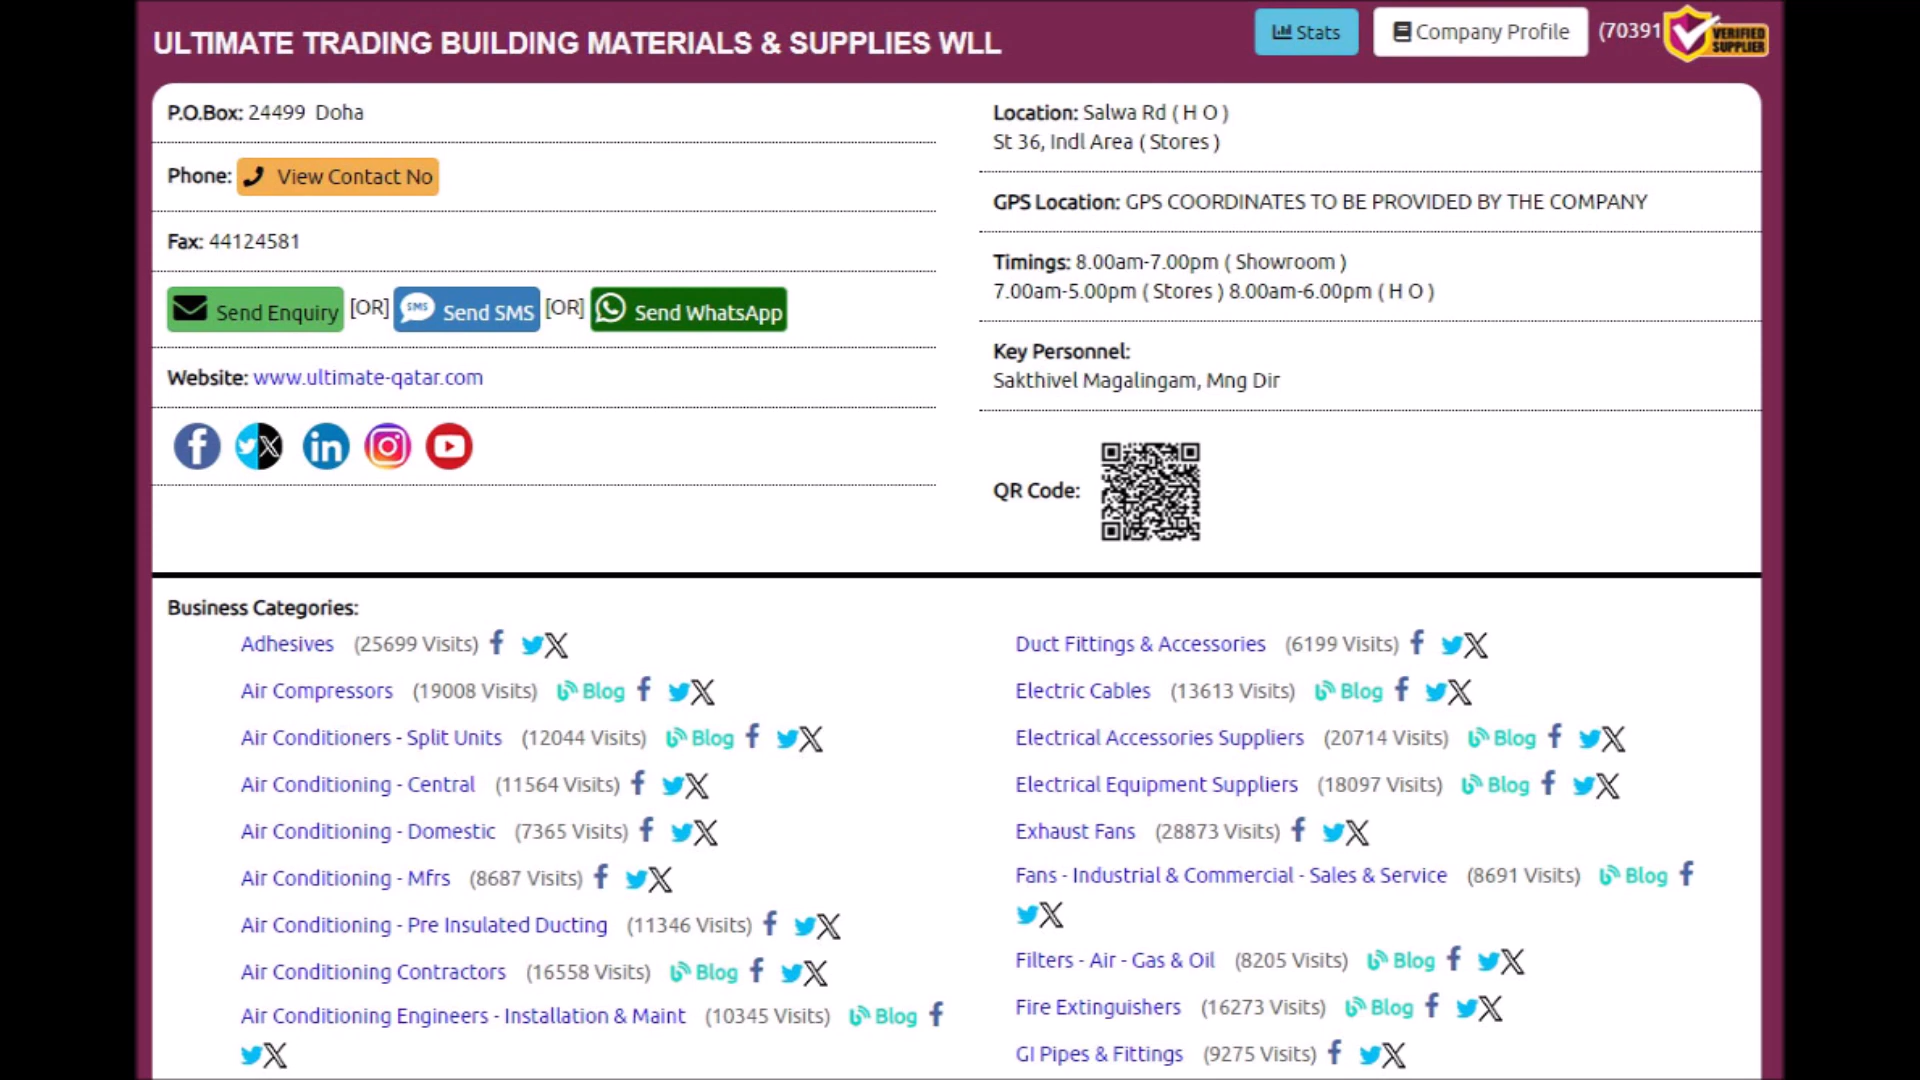 ULTIMATE TRADING BUILDING MATERIALS & SUPPLIES WLL
Stats
Company Profile
(70391
VERIFIED SUPPLIER
P.O.Box: 24499 Doha
Phone: View Contact No
Fax: 44124581
Send Enquiry [OR] SMS Send SMS [OR] Send WhatsApp
Website: www.ultimate-qatar.com
Location: Salwa Rd ( H O )
St 36, Indl Area ( Stores )
GPS Location: GPS COORDINATES TO BE PROVIDED BY THE COMPANY
Timings: 8.00am-7.00pm ( Showroom )
7.00am-5.00pm ( Stores ) 8.00am-6.00pm ( H O )
Key Personnel:
Sakthivel Magalingam, Mng Dir
QR Code:
Business Categories:
Adhesives (25699 Visits)
Air Compressors (19008 Visits) Blog
Air Conditioners - Split Units (12044 Visits) Blog
Air Conditioning - Central (11564 Visits)
Air Conditioning - Domestic (7365 Visits)
Air Conditioning - Mfrs (8687 Visits)
Air Conditioning - Pre Insulated Ducting (11346 Visits)
Air Conditioning Contractors (16558 Visits) Blog
Air Conditioning Engineers - Installation & Maint (10345 Visits) Blog
Duct Fittings & Accessories (6199 Visits)
Electric Cables (13613 Visits) Blog
Electrical Accessories Suppliers (20714 Visits) Blog
Electrical Equipment Suppliers (18097 Visits) Blog
Exhaust Fans (28873 Visits)
Fans - Industrial & Commercial - Sales & Service (8691 Visits) Blog
Filters - Air - Gas & Oil (8205 Visits) Blog
Fire Extinguishers (16273 Visits) Blog
GI Pipes & Fittings (9275 Visits)